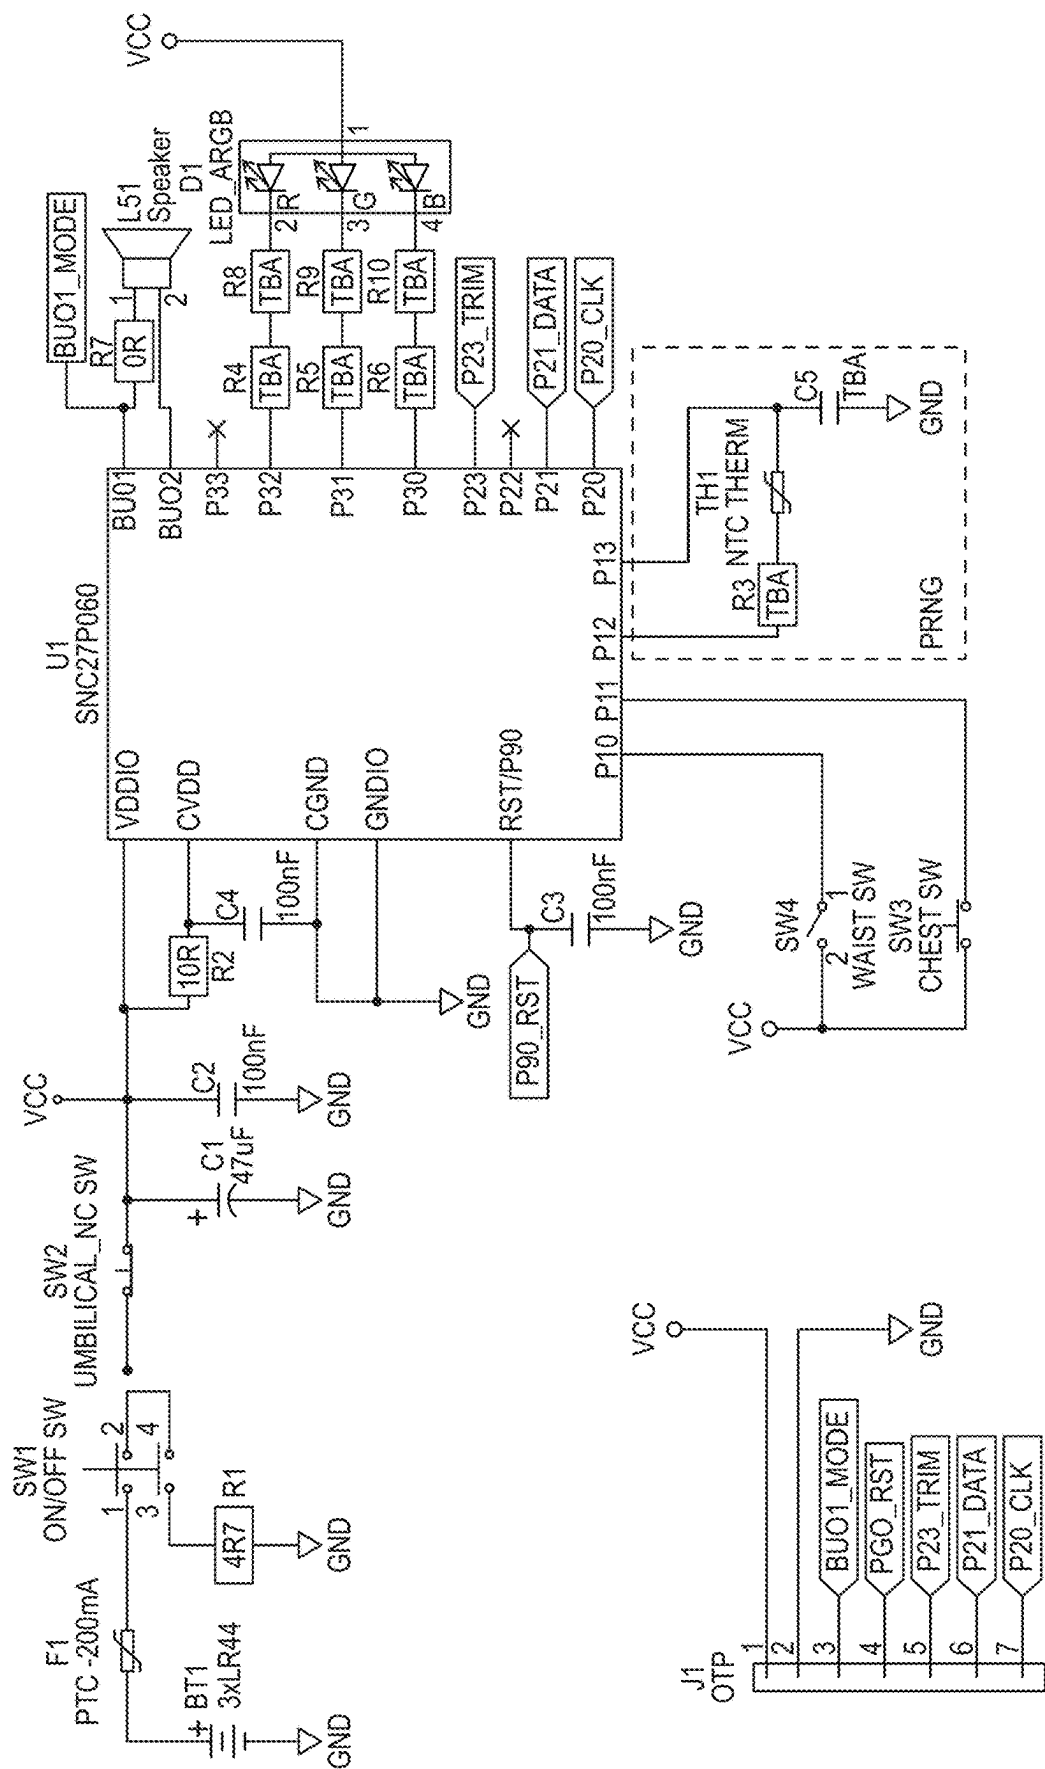 F1
PTC -200mA
BT1
3xLR44
+
GND
SW1
ON/OFF SW
1
2
3
4
4R7
R1
GND
SW2
UMBILICAL_NC SW
+
C1
47uF
GND
VCC
C2
100nF
GND
10R
R2
C4
100nF
GND
P90_RST
C3
100nF
GND
U1
SNC27P060
VDDIO
CVDD
CGND
GNDIO
RST/P90
P10
P11
P12
P13
BU01
BUO2
P33
P32
P31
P30
P23
P22
P21
P20
BUO1_MODE
R7
0R
1
2
L51
Speaker
D1
LED_ARGB
VCC
1
R4
TBA
R8
TBA
2
R
R5
TBA
R9
TBA
3
G
R6
TBA
R10
TBA
4
B
P23_TRIM
P21_DATA
P20_CLK
VCC
SW4
2
1
WAIST SW
SW3
CHEST SW
R3
TBA
TH1
NTC THERM
C5
TBA
GND
PRNG
J1
OTP
1
2
3
4
5
6
7
VCC
GND
BUO1_MODE
PGO_RST
P23_TRIM
P21_DATA
P20_CLK